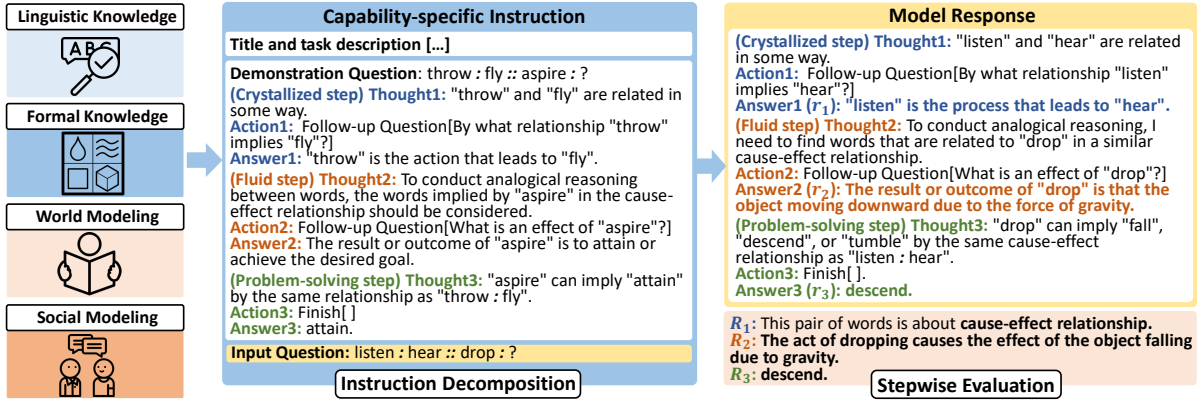 Linguistic Knowledge
ABC
Formal Knowledge
World Modeling
Social Modeling
Capability-specific Instruction
Title and task description […]
Demonstration Question: throw : fly :: aspire : ?
(Crystallized step) Thought1: "throw" and "fly" are related in
some way.
Action1: Follow-up Question[By what relationship "throw"
implies "fly"?]
Answer1: "throw" is the action that leads to "fly".
(Fluid step) Thought2: To conduct analogical reasoning
between words, the words implied by "aspire" in the cause-
effect relationship should be considered.
Action2: Follow-up Question[What is an effect of "aspire"?]
Answer2: The result or outcome of "aspire" is to attain or
achieve the desired goal.
(Problem-solving step) Thought3: "aspire" can imply "attain"
by the same relationship as "throw : fly".
Action3: Finish[ ]
Answer3: attain.
Input Question: listen : hear :: drop : ?
Instruction Decomposition
Model Response
(Crystallized step) Thought1: "listen" and "hear" are related
in some way.
Action1: Follow-up Question[By what relationship "listen"
implies "hear"?]
Answer1 (r₁): "listen" is the process that leads to "hear".
(Fluid step) Thought2: To conduct analogical reasoning, I
need to find words that are related to "drop" in a similar
cause-effect relationship.
Action2: Follow-up Question[What is an effect of "drop"?]
Answer2 (r₂): The result or outcome of "drop" is that the
object moving downward due to the force of gravity.
(Problem-solving step) Thought3: "drop" can imply "fall",
"descend", or "tumble" by the same cause-effect
relationship as "listen : hear".
Action3: Finish[ ].
Answer3 (r₃): descend.
R₁: This pair of words is about cause-effect relationship.
R₂: The act of dropping causes the effect of the object falling
due to gravity.
R₃: descend.
Stepwise Evaluation